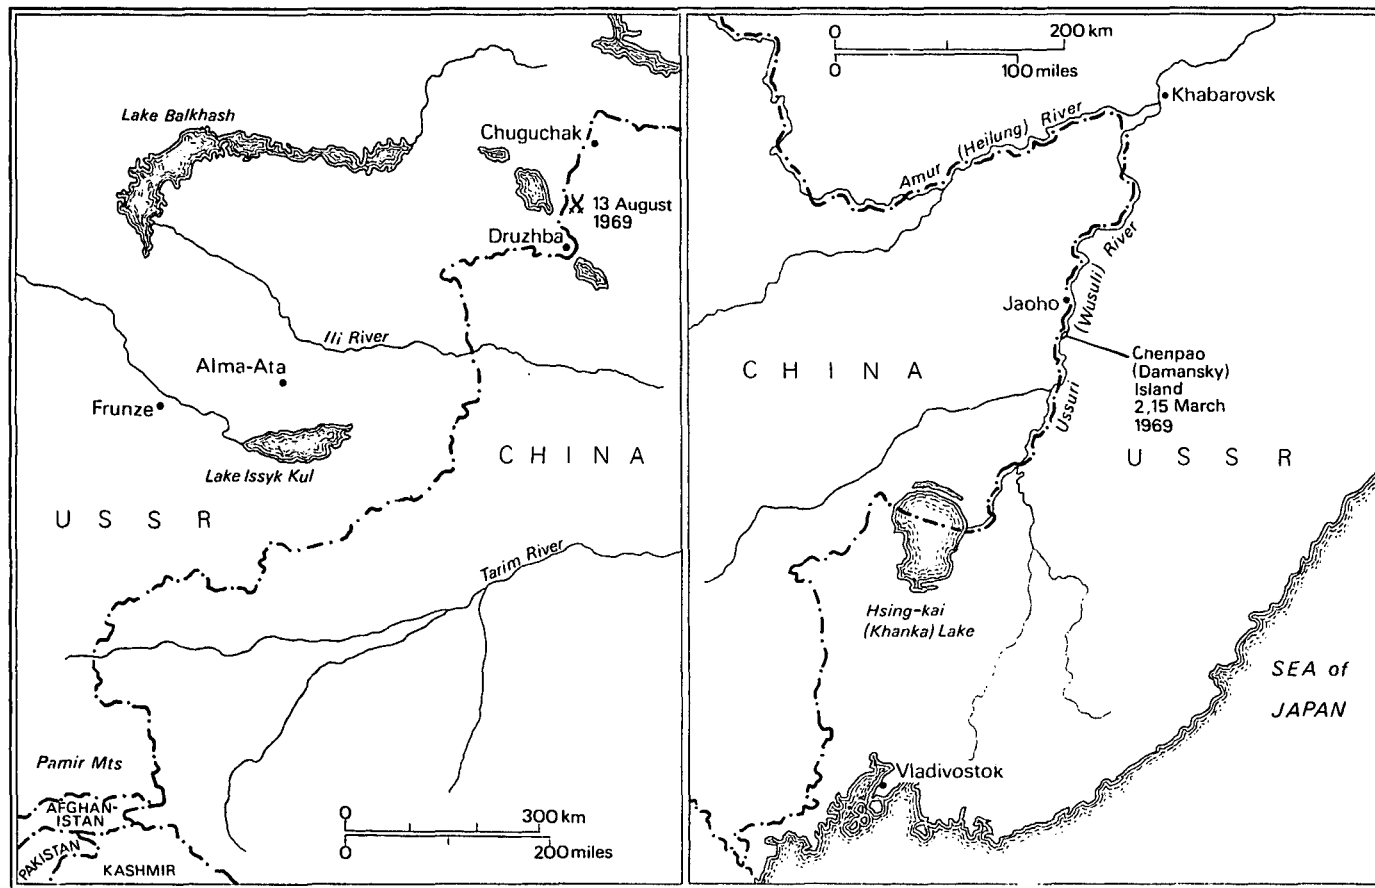 Lake Balkhash
Chuguchak
13 August
1969
Druzhba
Ili River
Alma-Ata
Frunze
Lake Issyk Kul
CHINA
USSR
Tarim River
Pamir Mts
AFGHAN-
ISTAN
PAKISTAN
KASHMIR
0 300 km
0 200 miles
0 200 km
0 100 miles
Khabarovsk
Amur (Heilung) River
Jaoho
Ussuri (Wusuli) River
CHINA
Chenpao
(Damansky)
Island
2,15 March
1969
USSR
Hsing-kai
(Khanka) Lake
SEA of
JAPAN
Vladivostok